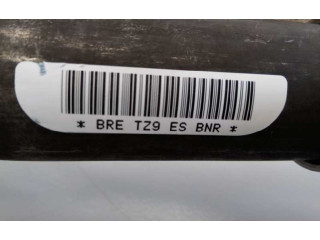 * BRE TZ9 ES BNR *